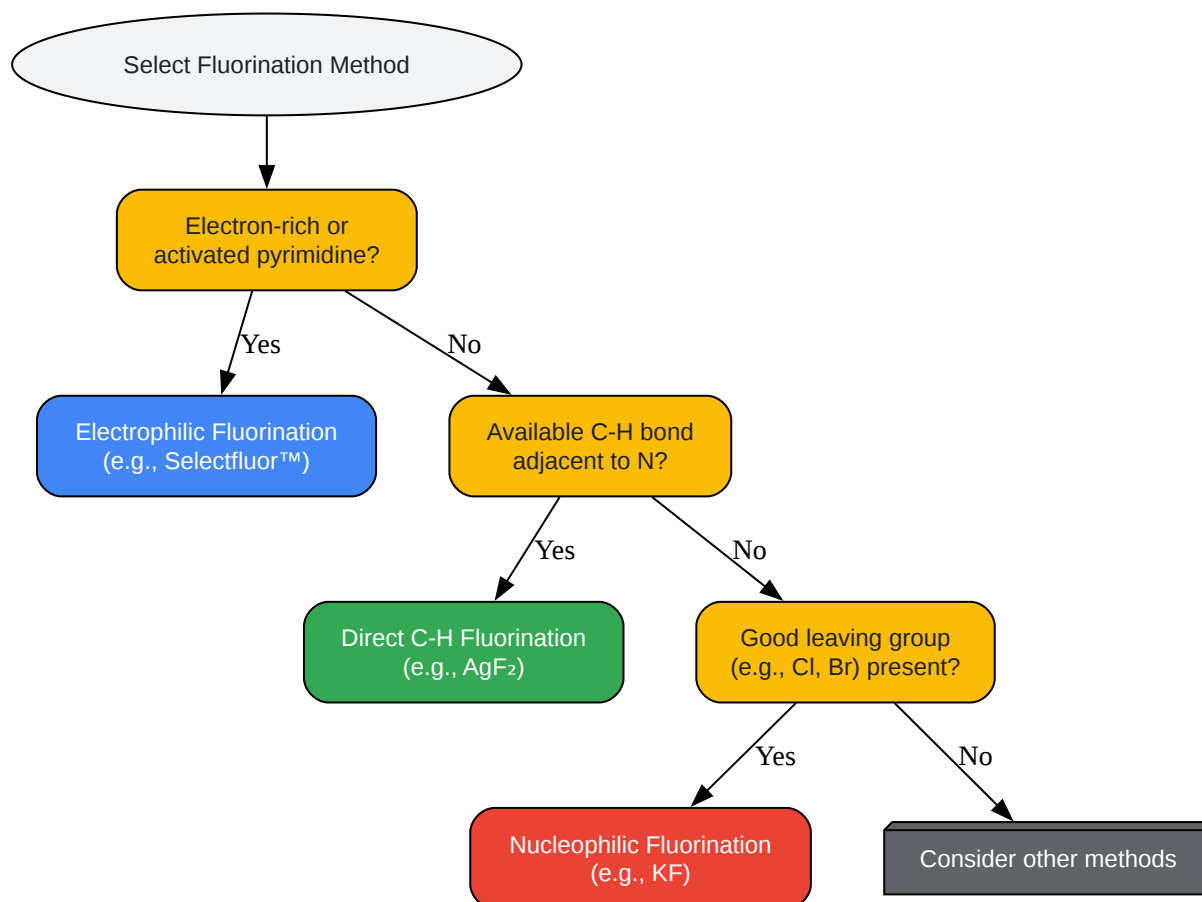 Select Fluorination Method
Electron-rich or
activated pyrimidine?
Yes
No
Electrophilic Fluorination
(e.g., Selectfluor™)
Available C-H bond
adjacent to N?
Yes
No
Direct C-H Fluorination
(e.g., AgF₂)
Good leaving group
(e.g., Cl, Br) present?
Yes
No
Nucleophilic Fluorination
(e.g., KF)
Consider other methods